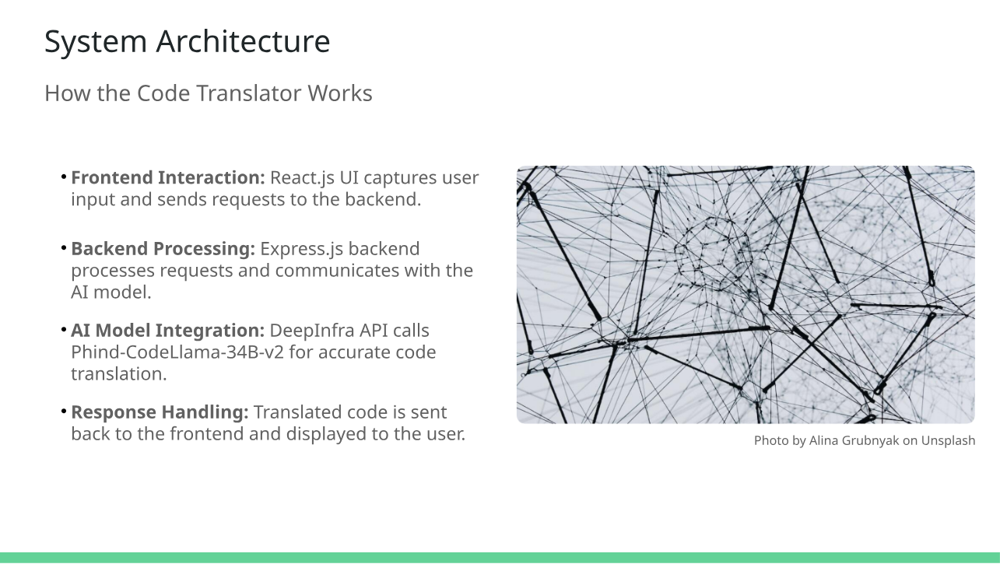 System Architecture
How the Code Translator Works
• Frontend Interaction: React.js UI captures user
input and sends requests to the backend.
• Backend Processing: Express.js backend
processes requests and communicates with the
AI model.
• AI Model Integration: DeepInfra API calls
Phind-CodeLlama-34B-v2 for accurate code
translation.
• Response Handling: Translated code is sent
back to the frontend and displayed to the user.
Photo by Alina Grubnyak on Unsplash